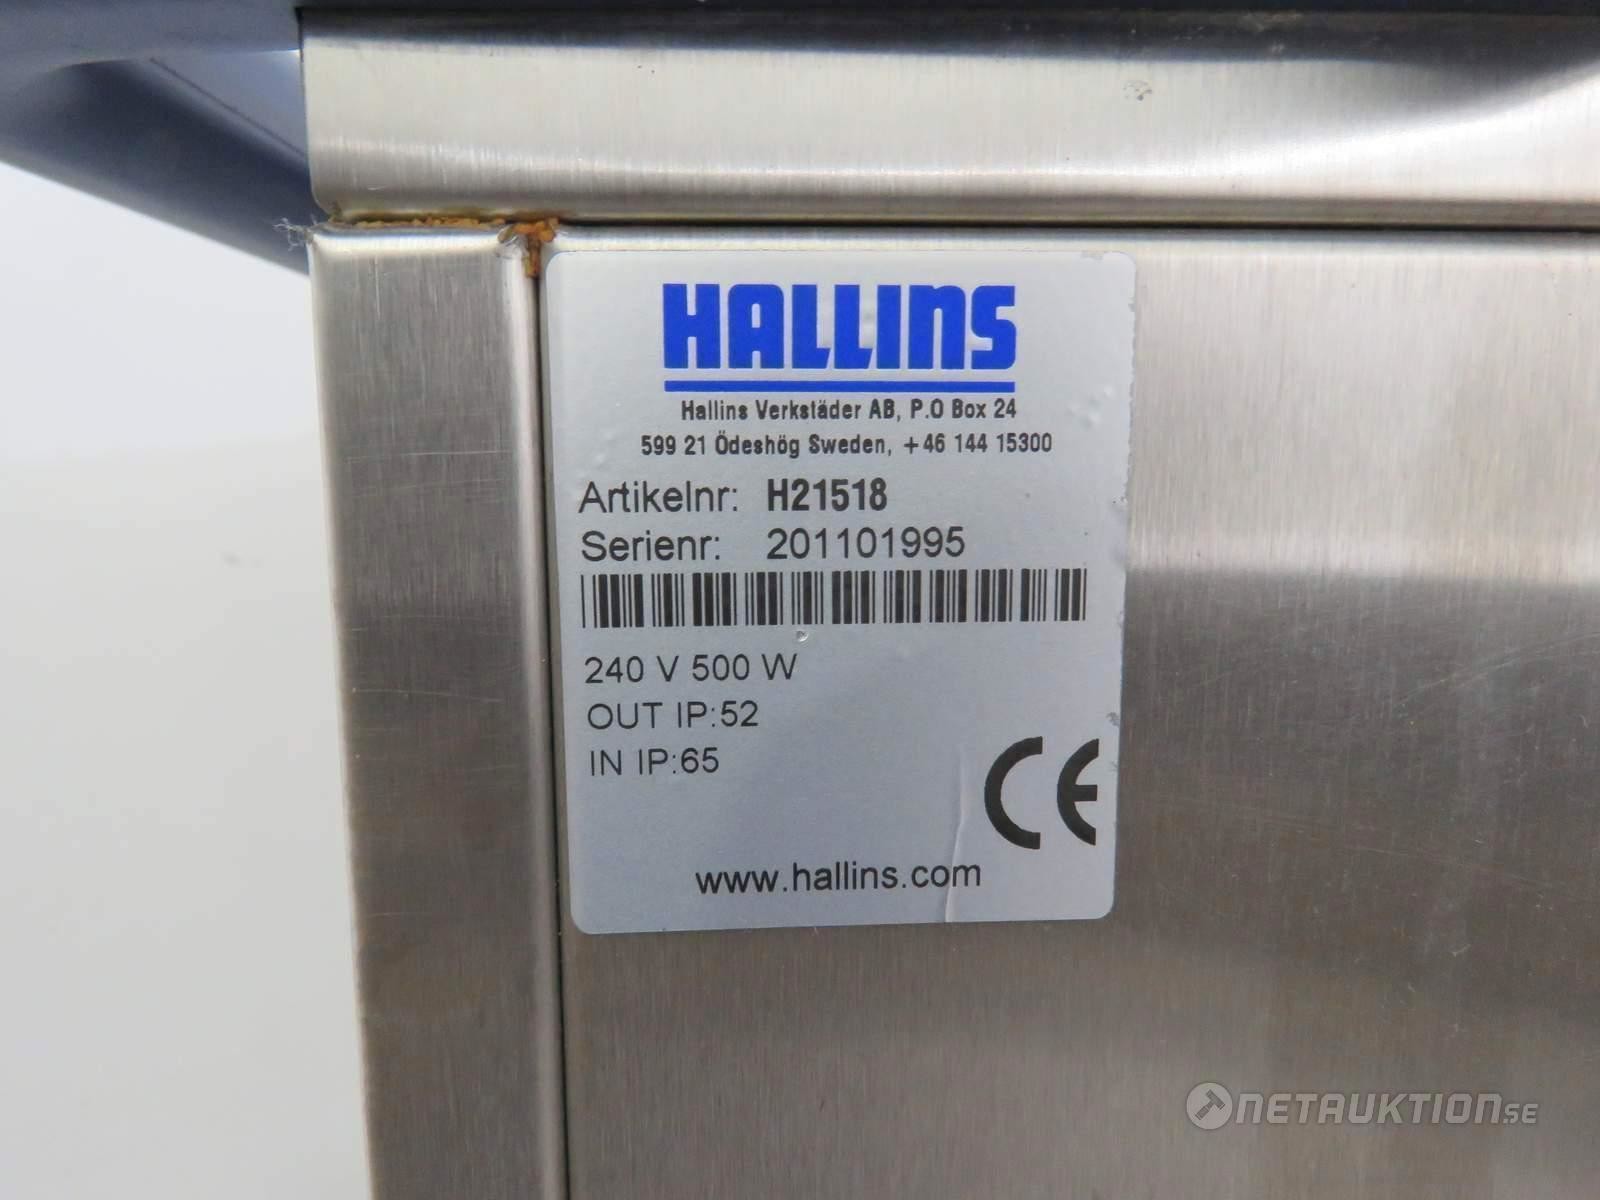 HALLINS
Hallins Verkstäder AB, P.O Box 24
599 21 Ödeshög Sweden, +46 144 15300
Artikelnr: H21518
Serienr: 201101995
240 V 500 W
OUT IP:52
IN IP:65
CE
www.hallins.com
NETAUKTION.SE